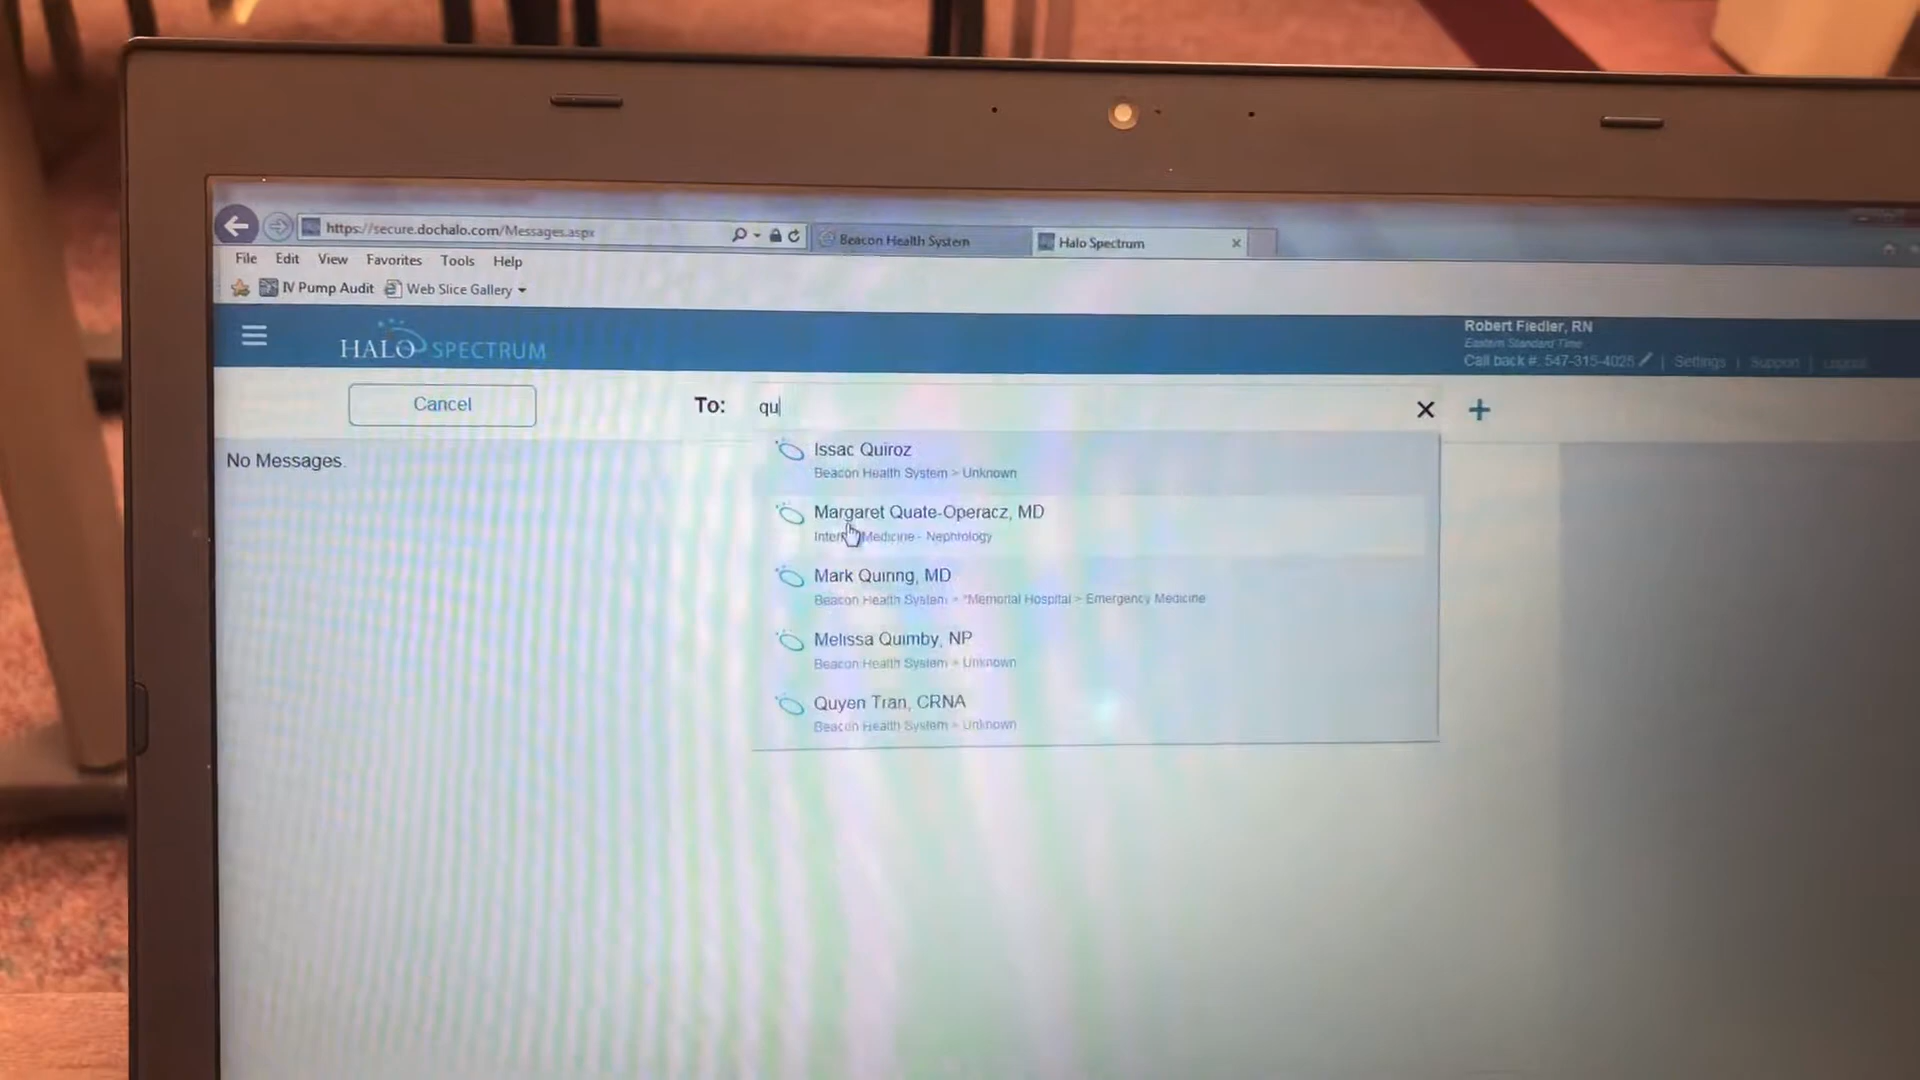 https://secure.dochalo.com/Messages.aspx
Beacon Health System
Halo Spectrum
File Edit View Favorites Tools Help
IV Pump Audit Web Slice Gallery
HALO SPECTRUM
Robert Fiedler, RN
Eastern Standard Time
Call back #: 547-315-4025 | Settings | Support | Logout
Cancel
To: qu
No Messages.
Issac Quiroz
Beacon Health System > Unknown
Margaret Quate-Operacz, MD
Medicine - Nephrology
Mark Quinng, MD
Beacon Health System > *Memorial Hospital > Emergency Medicine
Melissa Quimby, NP
Beacon Health System > Unknown
Quyen Tran, CRNA
Beacon Health System > Unknown